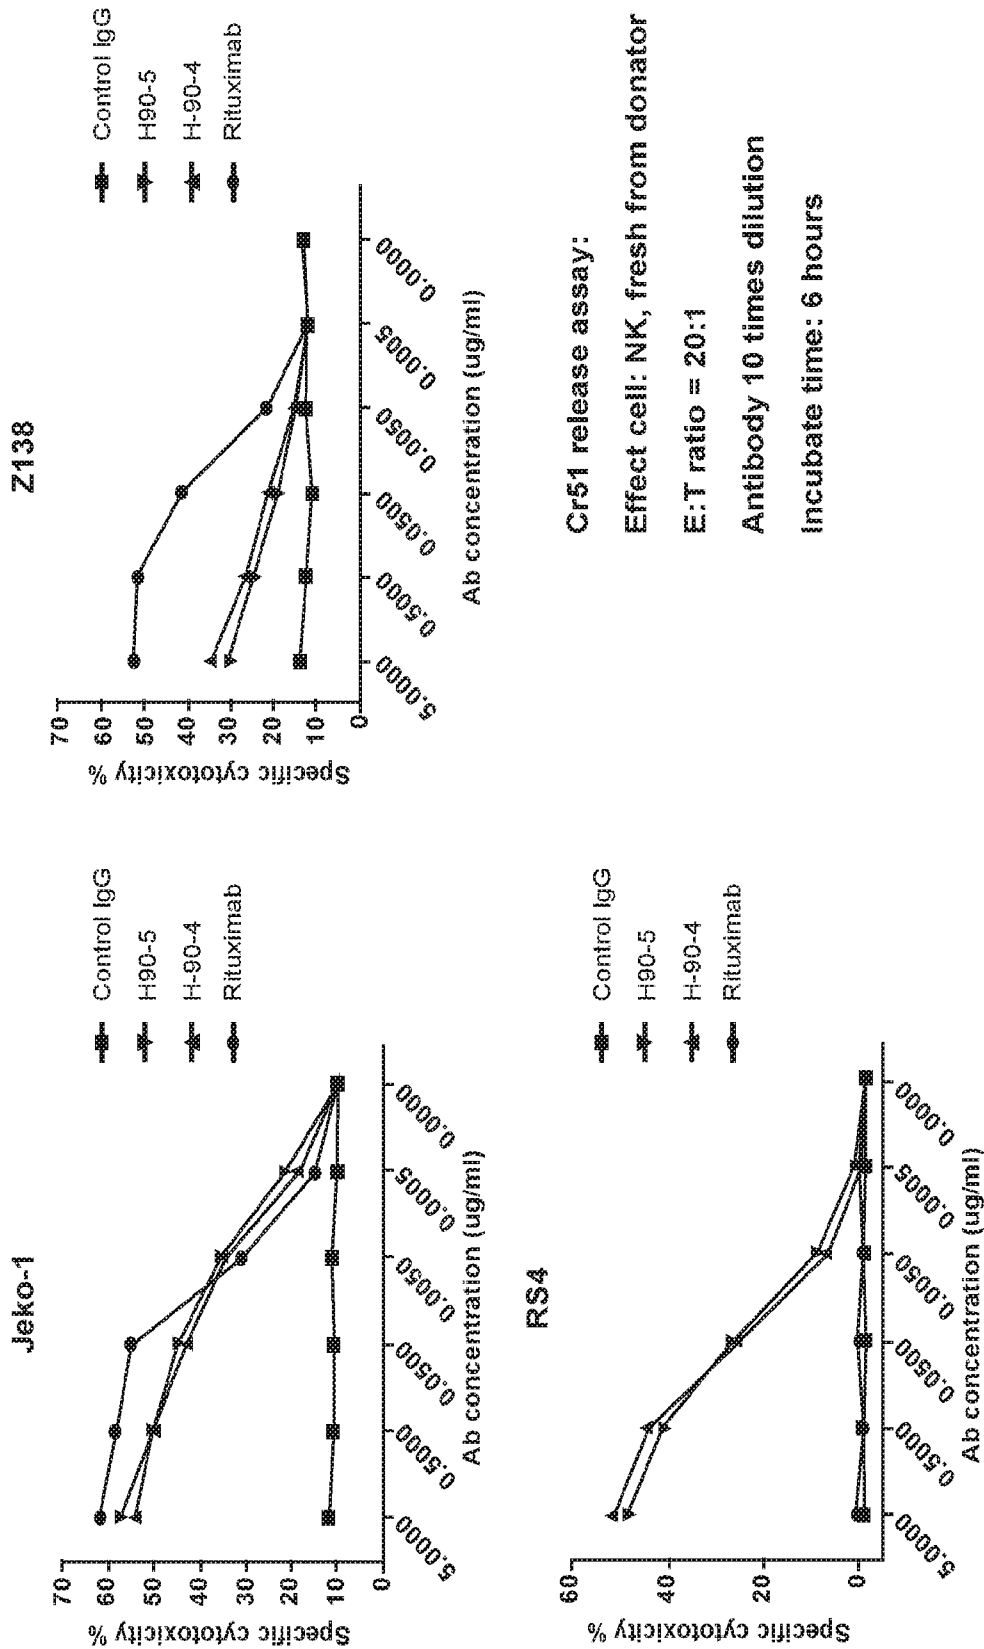 Jeko-1
Specific cytotoxicity %
70
60
50
40
30
20
10
0
5.0000
0.5000
0.0500
0.0050
0.0005
0.0000
Ab concentration (ug/ml)
Control IgG
H90-5
H-90-4
Rituximab
Z138
Specific cytotoxicity %
70
60
50
40
30
20
10
0
5.0000
0.5000
0.0500
0.0050
0.0005
0.0000
Ab concentration (ug/ml)
Control IgG
H90-5
H-90-4
Rituximab
RS4
Specific cytotoxicity %
60
40
20
0
5.0000
0.5000
0.0500
0.0050
0.0005
0.0000
Ab concentration (ug/ml)
Control IgG
H90-5
H-90-4
Rituximab
Cr51 release assay:
Effect cell: NK, fresh from donator
E:T ratio = 20:1
Antibody 10 times dilution
Incubate time: 6 hours